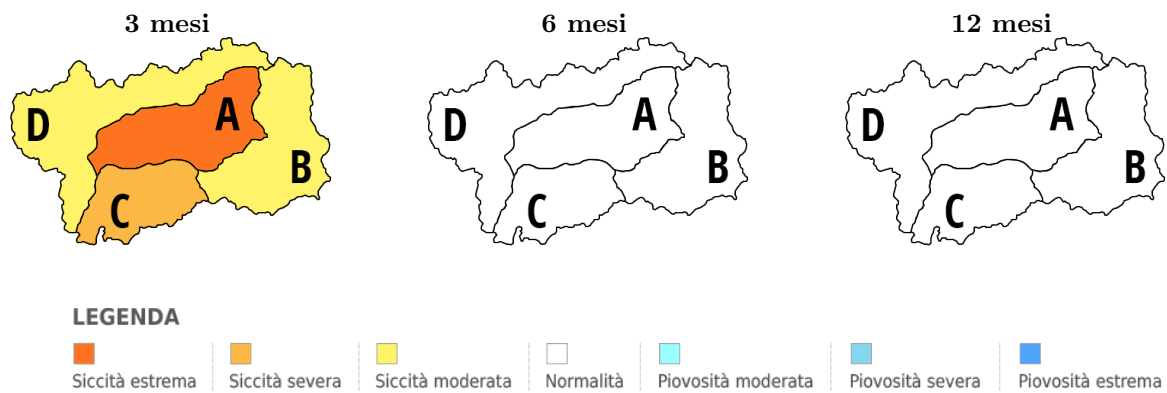 3 mesi
6 mesi
12 mesi
A
D
B
C
A
D
B
C
A
D
B
C
LEGENDA
Siccità estrema
Siccità severa
Siccità moderata
Normalità
Piovosità moderata
Piovosità severa
Piovosità estrema